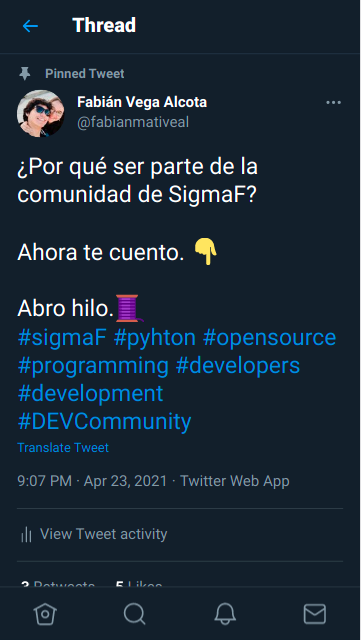 Thread
Pinned Tweet
Fabián Vega Alcota
@fabianmativeal
¿Por qué ser parte de la
comunidad de SigmaF?
Ahora te cuento. 👇
Abro hilo.🧵
#sigmaF #pyhton #opensource
#programming #developers
#development
#DEVCommunity
Translate Tweet
9:07 PM · Apr 23, 2021 · Twitter Web App
View Tweet activity
3 Retweets 5 Likes